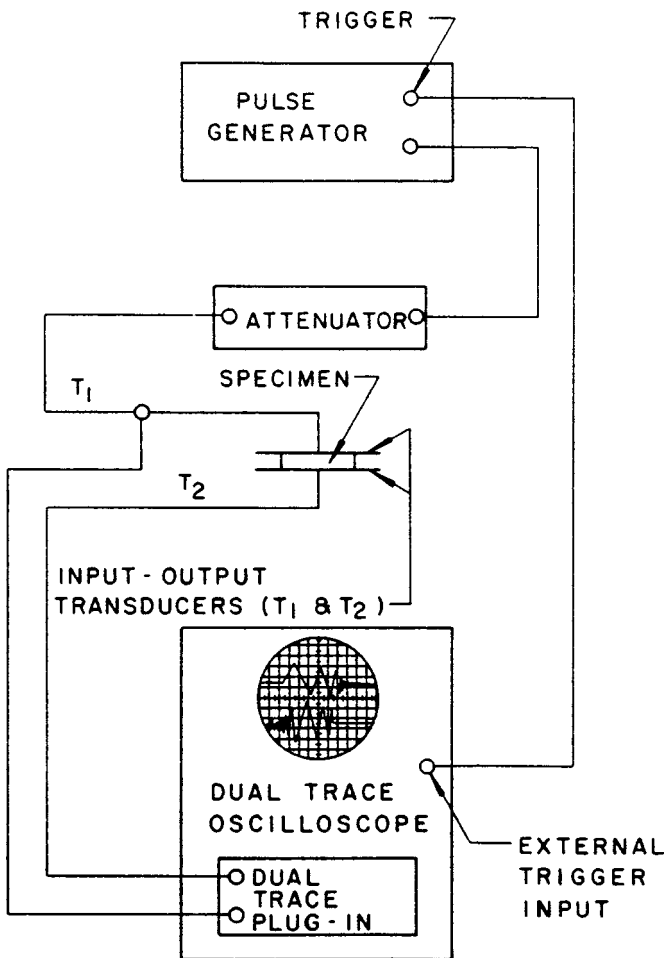 TRIGGER
PULSE
GENERATOR
ATTENUATOR
SPECIMEN
T1
T2
INPUT - OUTPUT
TRANSDUCERS (T1 & T2)
DUAL TRACE
OSCILLOSCOPE
EXTERNAL
TRIGGER
INPUT
DUAL
TRACE
PLUG-IN